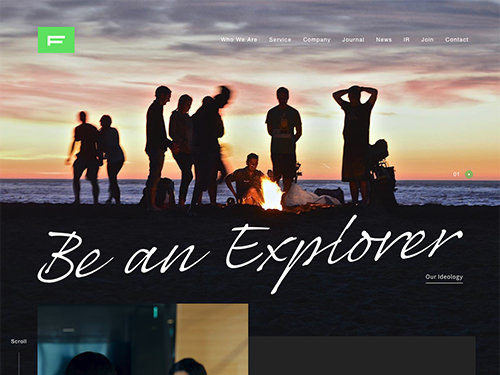 F
Who We Are Service Company Journal News IR Join Contact
01
Be an Explorer
Our Ideology
Scroll